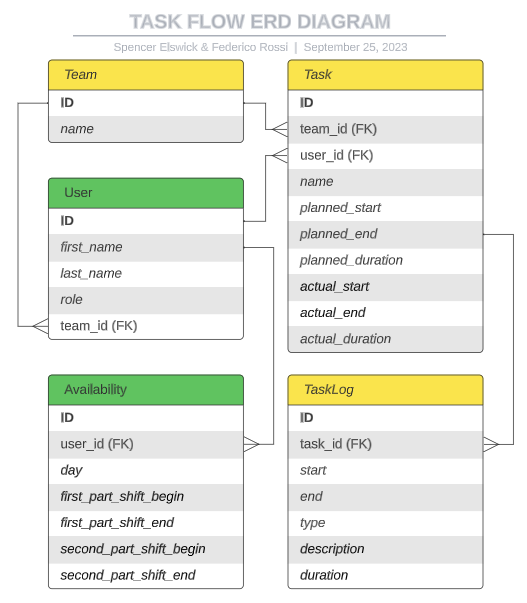 TASK FLOW ERD DIAGRAM
Spencer Elswick & Federico Rossi | September 25, 2023
Team
ID
name
User
ID
first_name
last_name
role
team_id (FK)
Availability
ID
user_id (FK)
day
first_part_shift_begin
first_part_shift_end
second_part_shift_begin
second_part_shift_end
Task
ID
team_id (FK)
user_id (FK)
name
planned_start
planned_end
planned_duration
actual_start
actual_end
actual_duration
TaskLog
ID
task_id (FK)
start
end
type
description
duration